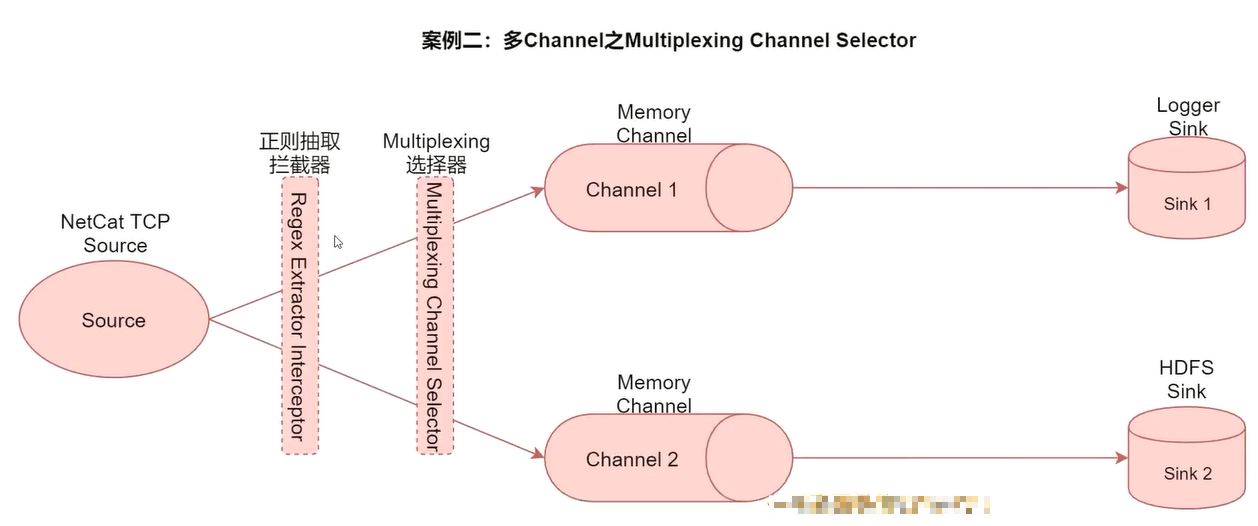 案例二：多Channel之Multiplexing Channel Selector
NetCat TCP
Source
Source
正则抽取
拦截器
Regex Extractor Interceptor
Multiplexing
选择器
Multiplexing Channel Selector
Memory
Channel
Channel 1
Logger
Sink
Sink 1
Memory
Channel
Channel 2
HDFS
Sink
Sink 2